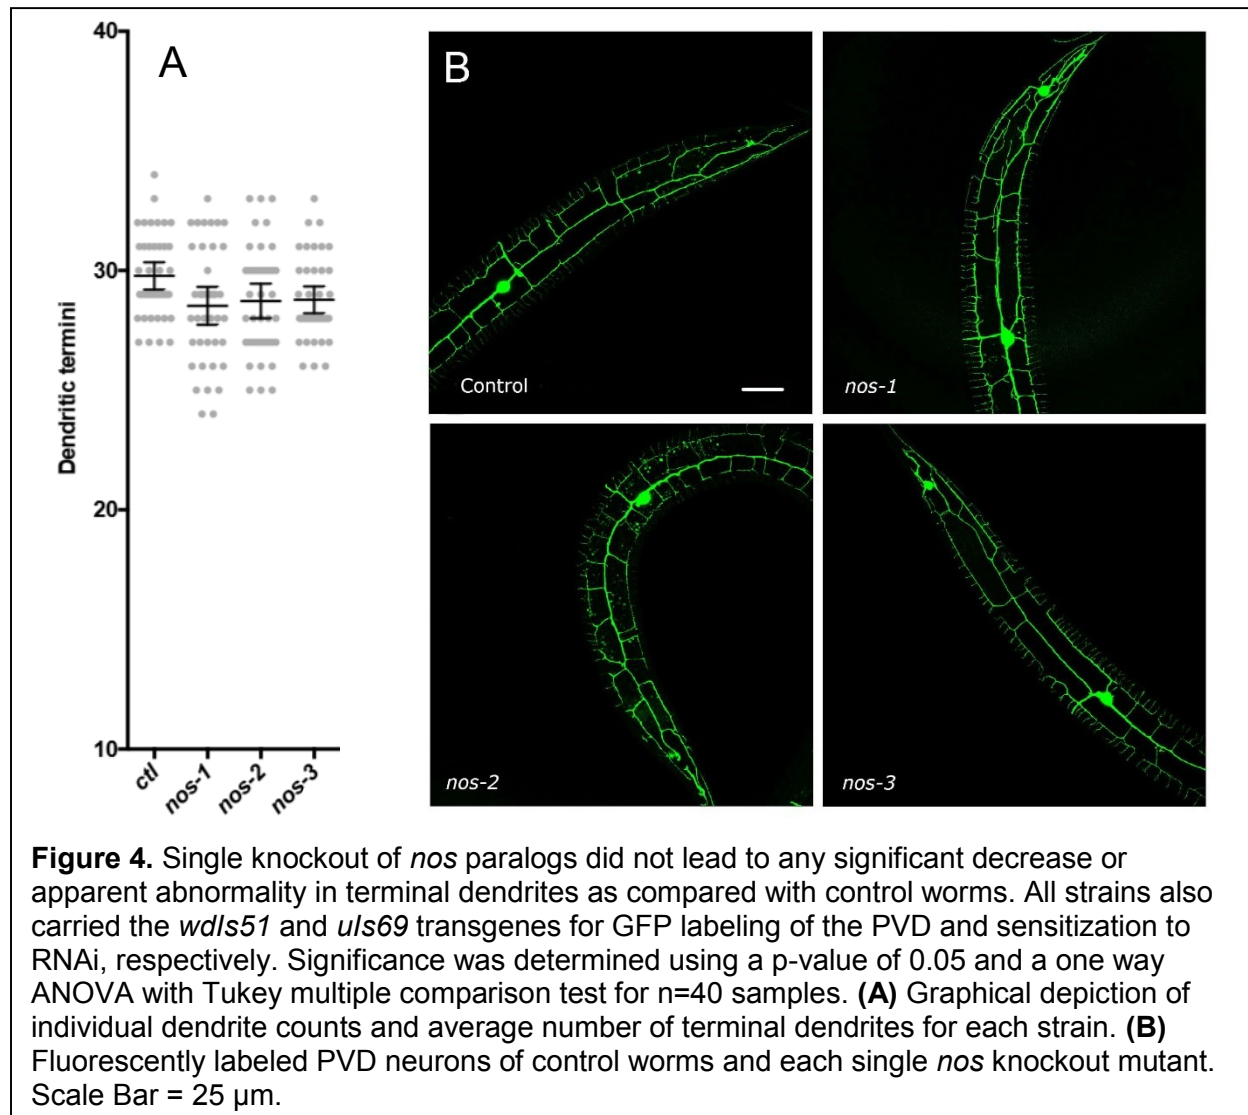 40
A
B
30
Dendritic termini
20
10
ctl
nos-1
nos-2
nos-3
Control
nos-1
nos-2
nos-3
Figure 4. Single knockout of nos paralogs did not lead to any significant decrease or
apparent abnormality in terminal dendrites as compared with control worms. All strains also
carried the wdIs51 and uIs69 transgenes for GFP labeling of the PVD and sensitization to
RNAi, respectively. Significance was determined using a p-value of 0.05 and a one way
ANOVA with Tukey multiple comparison test for n=40 samples. (A) Graphical depiction of
individual dendrite counts and average number of terminal dendrites for each strain. (B)
Fluorescently labeled PVD neurons of control worms and each single nos knockout mutant.
Scale Bar = 25 µm.